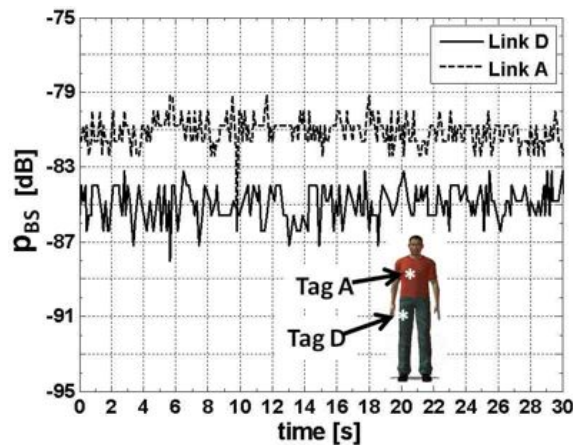 -75
-79
-83
-87
-91
-95
p_BS [dB]
Link D
Link A
Tag A
Tag D
0 2 4 6 8 10 12 14 16 18 20 22 24 26 28 30
time [s]